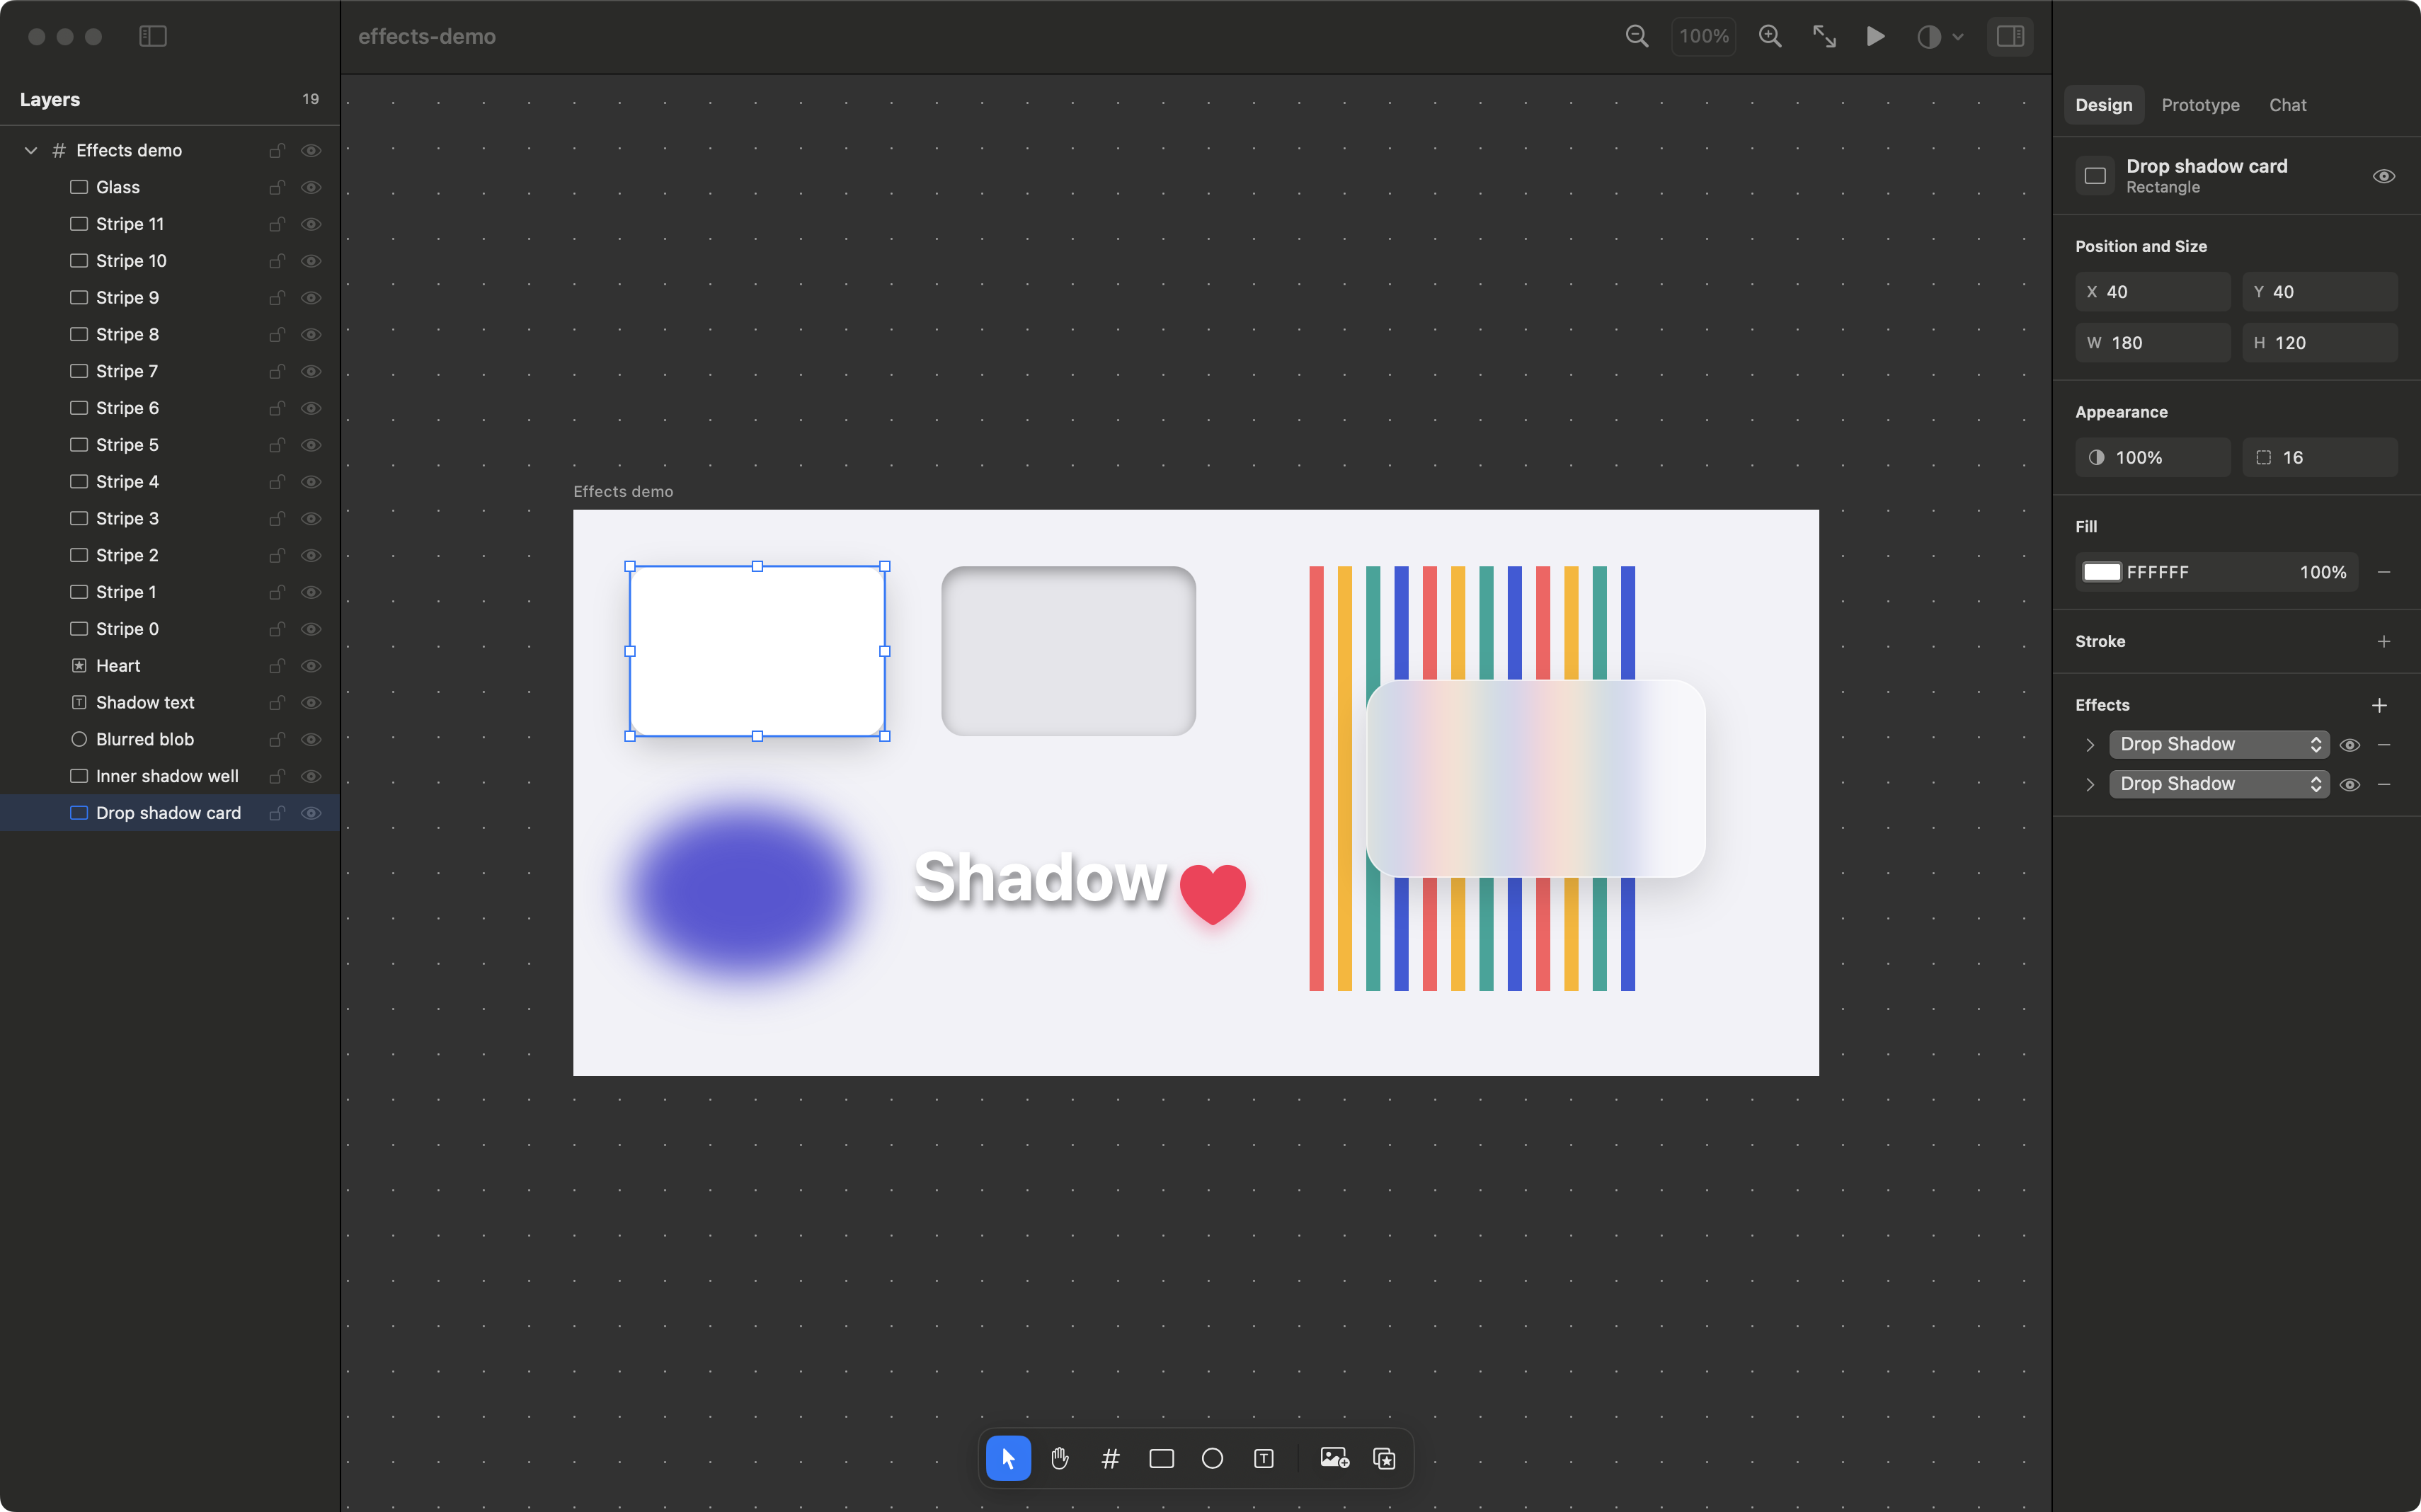 effects-demo
100%
Layers
19
Effects demo
Glass
Stripe 11
Stripe 10
Stripe 9
Stripe 8
Stripe 7
Stripe 6
Stripe 5
Stripe 4
Stripe 3
Stripe 2
Stripe 1
Stripe 0
Heart
Shadow text
Blurred blob
Inner shadow well
Drop shadow card
Effects demo
Shadow
Design Prototype Chat
Drop shadow card
Rectangle
Position and Size
X 40 Y 40
W 180 H 120
Appearance
100% 16
Fill
FFFFFF 100%
Stroke
Effects
Drop Shadow
Drop Shadow